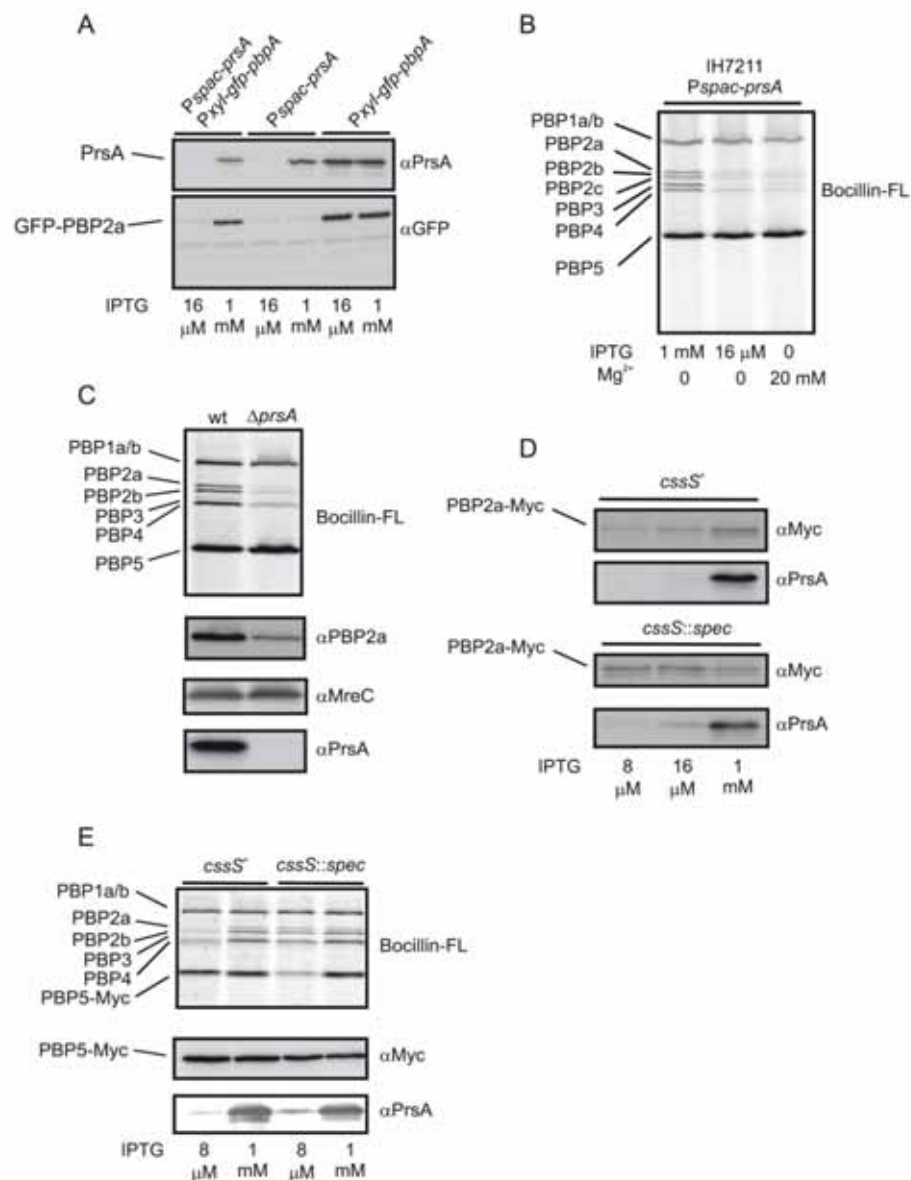 A
Pspac-prsA
Pxyl-gfp-pbpA
Pspac-prsA
Pxyl-gfp-pbpA
PrsA
αPrsA
GFP-PBP2a
αGFP
IPTG 16 1 16 1 16 1
μM mM μM mM μM mM
B
IH7211
Pspac-prsA
PBP1a/b
PBP2a
PBP2b
PBP2c
PBP3
PBP4
PBP5
Bocillin-FL
IPTG 1 mM 16 μM 0
Mg²⁺ 0 0 20 mM
C
wt ΔprsA
PBP1a/b
PBP2a
PBP2b
PBP3
PBP4
PBP5
Bocillin-FL
αPBP2a
αMreC
αPrsA
D
cssS⁺
PBP2a-Myc
αMyc
αPrsA
cssS::spec
PBP2a-Myc
αMyc
αPrsA
IPTG 8 16 1
μM μM mM
E
cssS⁺ cssS::spec
PBP1a/b
PBP2a
PBP2b
PBP3
PBP4
PBP5-Myc
Bocillin-FL
PBP5-Myc
αMyc
αPrsA
IPTG 8 1 8 1
μM mM μM mM